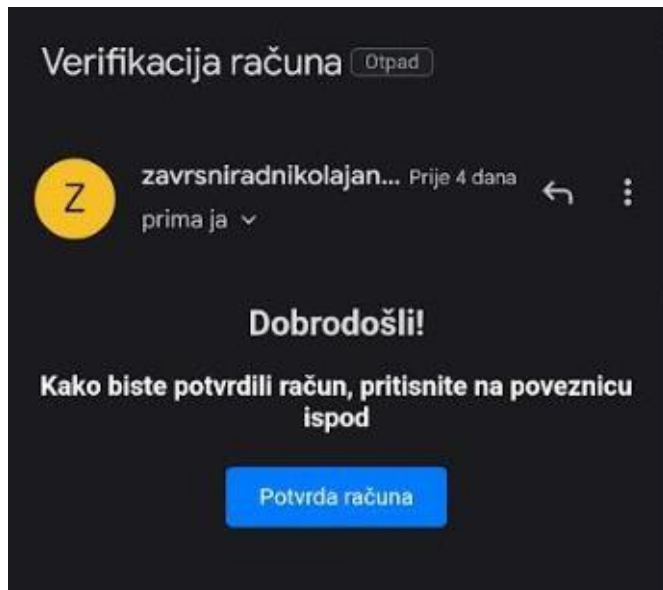 Verifikacija računa Otpad
Z
zavrsniradnikolajan... Prije 4 dana
prima ja
Dobrodošli!
Kako biste potvrdili račun, pritisnite na poveznicu
ispod
Potvrda računa